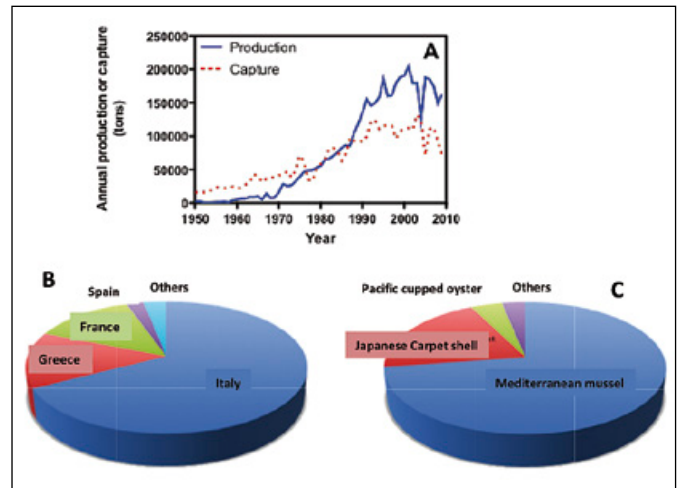 A
Production
Capture
Annual production or capture
(tons)
250000
200000
150000
100000
50000
0
1950 1960 1970 1980 1990 2000 2010
Year
B
Spain
Others
France
Greece
Italy
C
Pacific cupped oyster
Others
Japanese Carpet shell
Mediterranean mussel